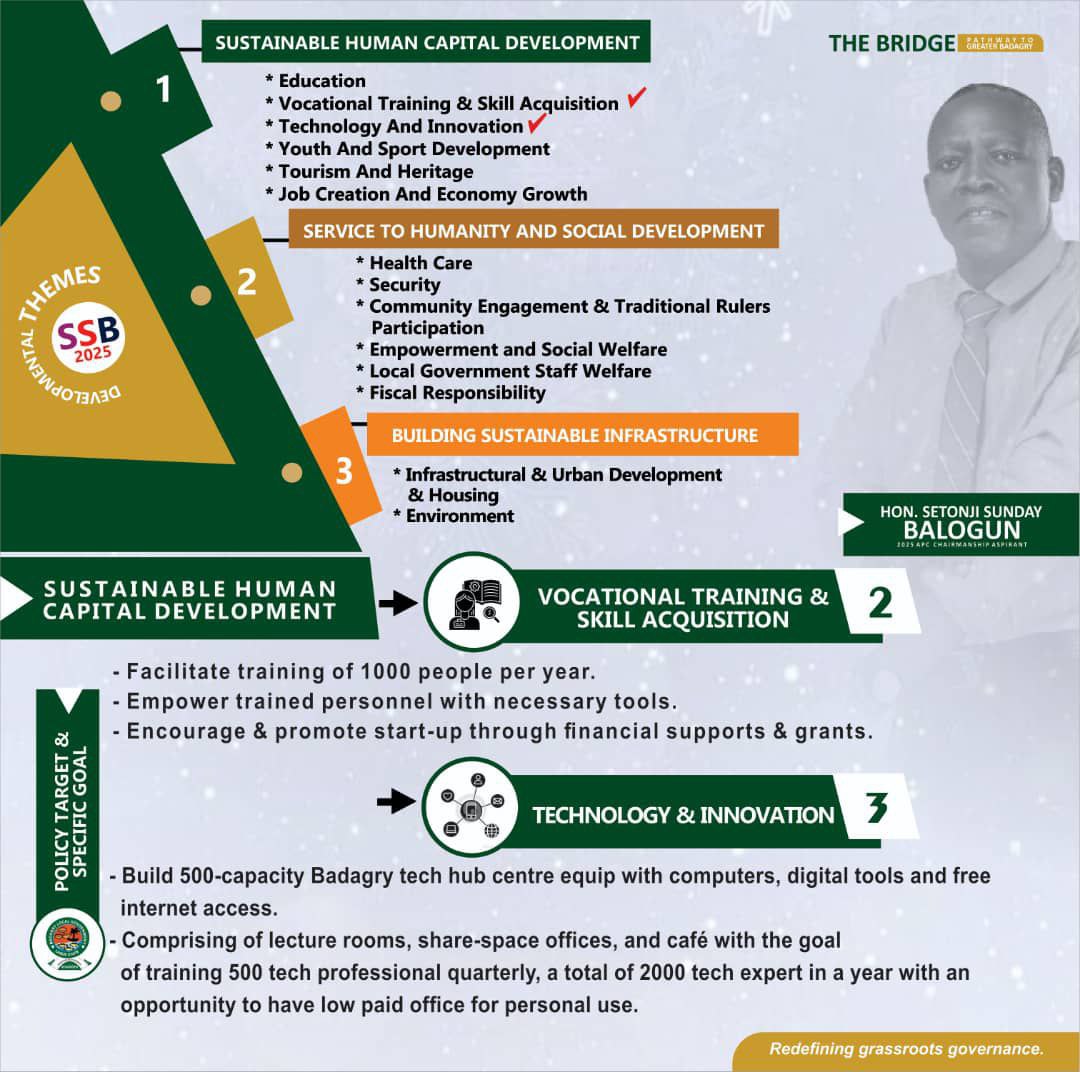 THE BRIDGE
PATHWAY TO
GREATER BADAGRY
1
SUSTAINABLE HUMAN CAPITAL DEVELOPMENT
* Education
* Vocational Training & Skill Acquisition
* Technology And Innovation
* Youth And Sport Development
* Tourism And Heritage
* Job Creation And Economy Growth
2
SERVICE TO HUMANITY AND SOCIAL DEVELOPMENT
* Health Care
* Security
* Community Engagement & Traditional Rulers
Participation
* Empowerment and Social Welfare
* Local Government Staff Welfare
* Fiscal Responsibility
DEVELOPMENTAL THEMES
SSB
2025
3
BUILDING SUSTAINABLE INFRASTRUCTURE
* Infrastructural & Urban Development
& Housing
* Environment
HON. SETONJI SUNDAY
BALOGUN
2025 APC CHAIRMANSHIP ASPIRANT
SUSTAINABLE HUMAN
CAPITAL DEVELOPMENT
VOCATIONAL TRAINING &
SKILL ACQUISITION
2
- Facilitate training of 1000 people per year.
- Empower trained personnel with necessary tools.
- Encourage & promote start-up through financial supports & grants.
POLICY TARGET &
SPECIFIC GOAL
TECHNOLOGY & INNOVATION
3
- Build 500-capacity Badagry tech hub centre equip with computers, digital tools and free
internet access.
- Comprising of lecture rooms, share-space offices, and café with the goal
of training 500 tech professional quarterly, a total of 2000 tech expert in a year with an
opportunity to have low paid office for personal use.
Redefining grassroots governance.